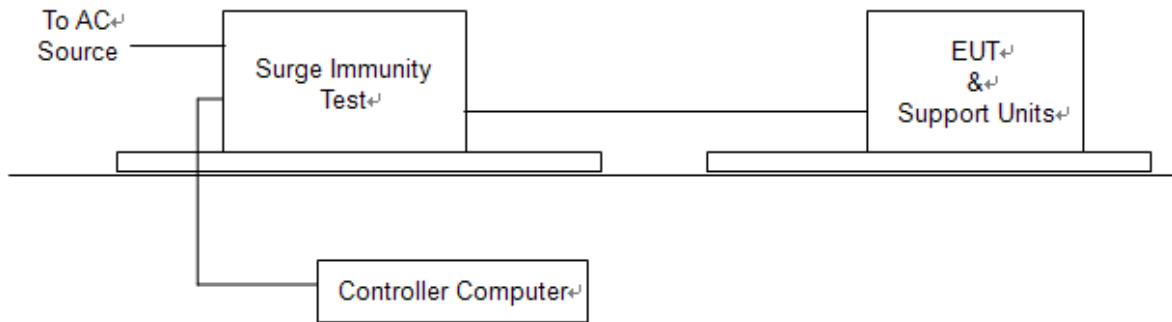 To AC↵
Source
Surge Immunity
Test↵
EUT↵
&↵
Support Units↵
Controller Computer↵